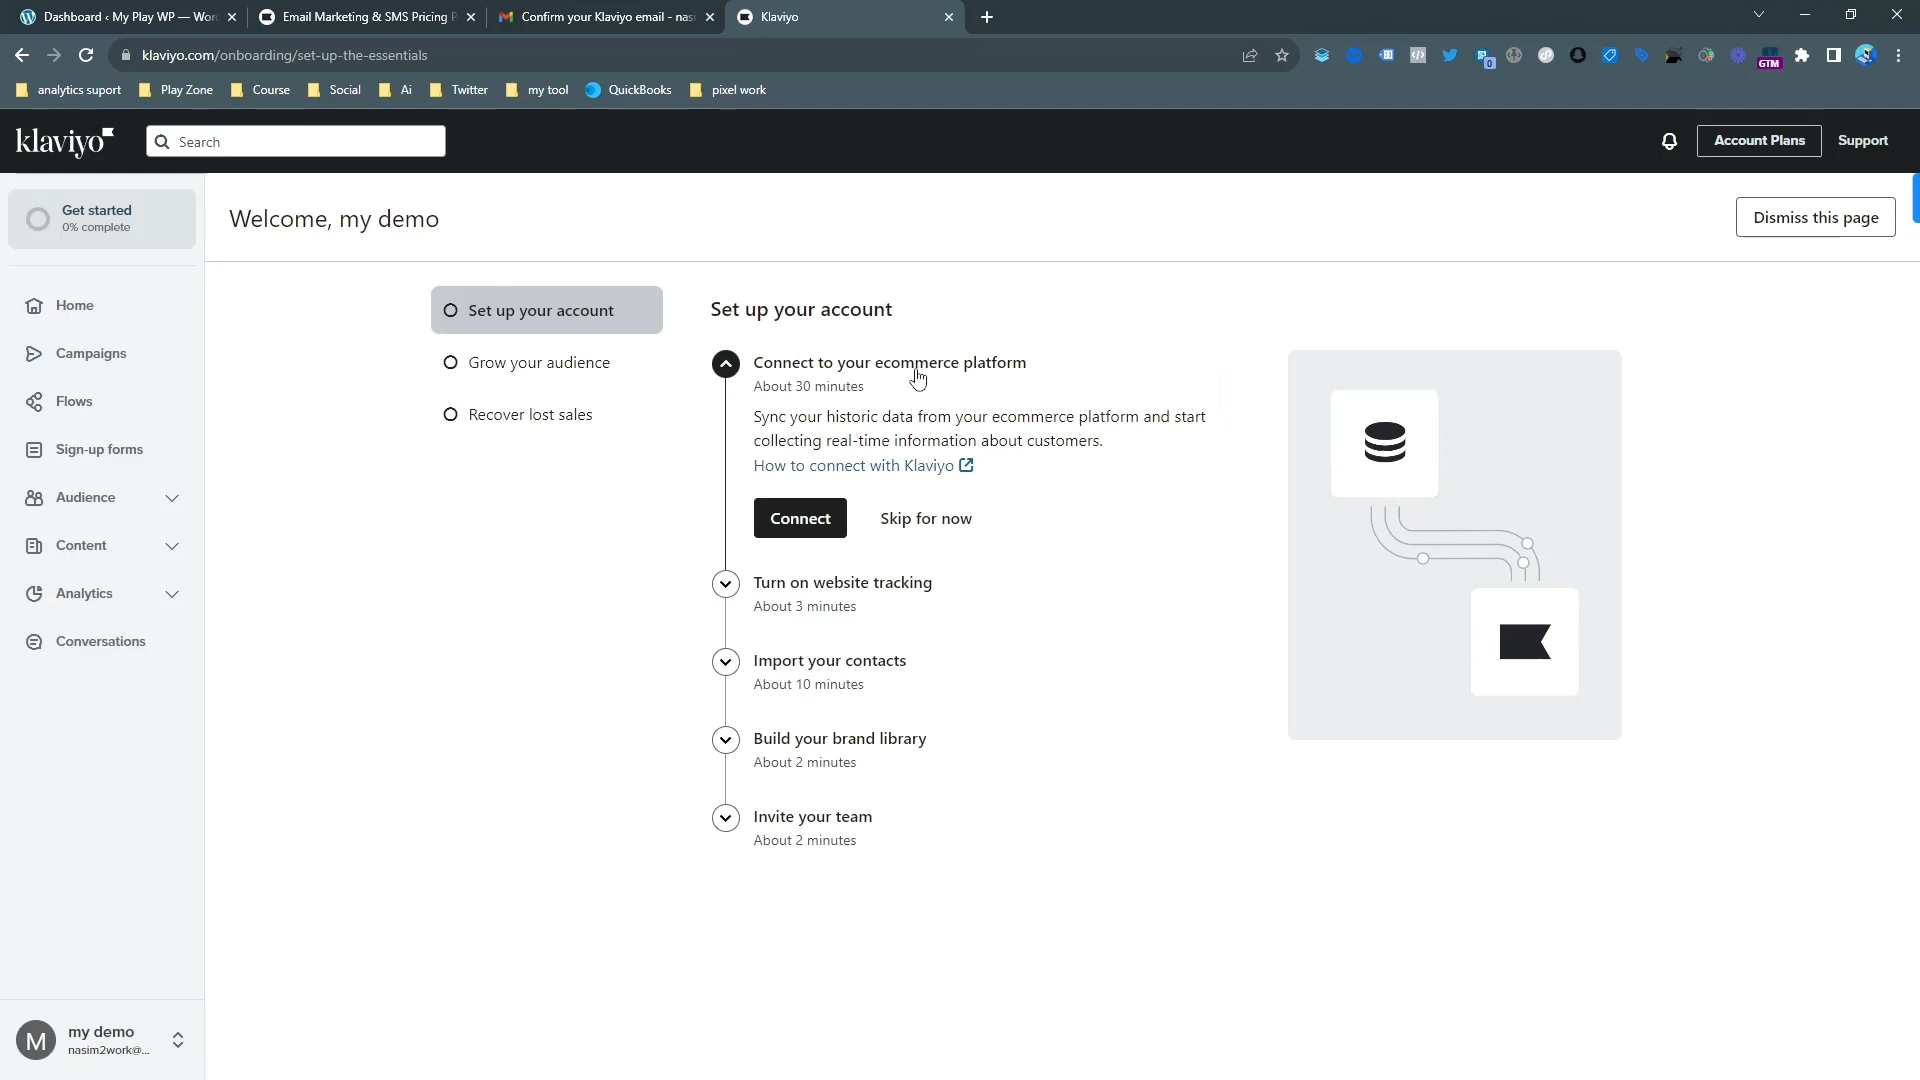 Dashboard ‹ My Play WP — Wor
Email Marketing & SMS Pricing P
Confirm your Klaviyo email - nasi
Klaviyo
klaviyo.com/onboarding/set-up-the-essentials
0
GTM
analytics suport
Play Zone
Course
Social
Ai
Twitter
my tool
QuickBooks
pixel work
klaviyo
Search
Account Plans
Support
Get started
0% complete
Welcome, my demo
Dismiss this page
Home
Campaigns
Flows
Sign-up forms
Audience
Content
Analytics
Conversations
Set up your account
Grow your audience
Recover lost sales
Set up your account
Connect to your ecommerce platform
About 30 minutes
Sync your historic data from your ecommerce platform and start
collecting real-time information about customers.
How to connect with Klaviyo
Connect
Skip for now
Turn on website tracking
About 3 minutes
Import your contacts
About 10 minutes
Build your brand library
About 2 minutes
Invite your team
About 2 minutes
M
my demo
nasim2work@...